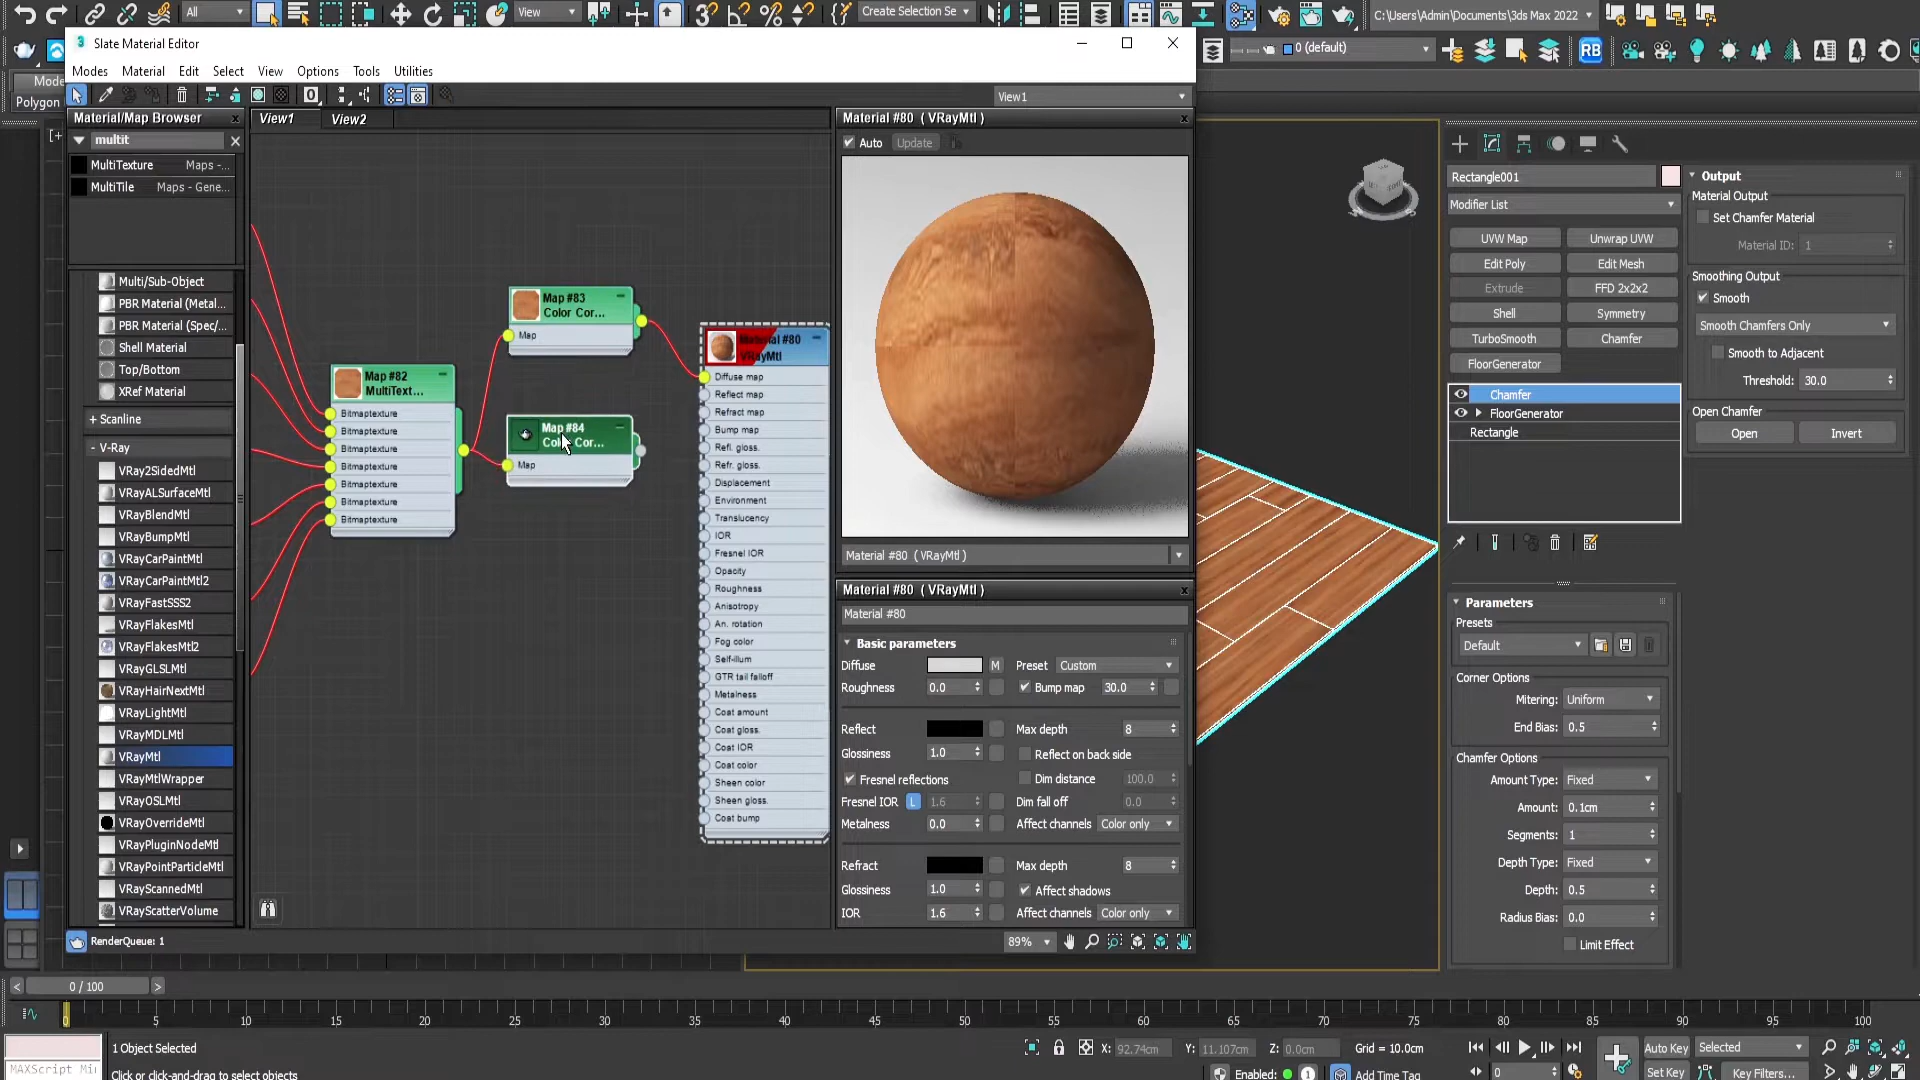 All
View
Create Selection Se
C:\Users\Admin\Documents\3ds Max 2022
3 Slate Material Editor
0 (default)
RB
Mode
Polygon
Modes Material Edit Select View Options Tools Utilities
View1
Material/Map Browser
View1 View2
multit
MultiTexture Maps -...
MultiTile Maps - Gene...
Multi/Sub-Object
PBR Material (Metal...
PBR Material (Spec/...
Shell Material
Top/Bottom
XRef Material
+ Scanline
- V-Ray
VRay2SidedMtl
VRayALSurfaceMtl
VRayBlendMtl
VRayBumpMtl
VRayCarPaintMtl
VRayCarPaintMtl2
VRayFastSSS2
VRayFlakesMtl
VRayFlakesMtl2
VRayGLSLMtl
VRayHairNextMtl
VRayLightMtl
VRayMDLMtl
VRayMtl
VRayMtlWrapper
VRayOSLMtl
VRayOverrideMtl
VRayPluginNodeMtl
VRayPointParticleMtl
VRayScannedMtl
VRayScatterVolume
RenderQueue: 1
Map #82
MultiText...
Bitmaptexture
Bitmaptexture
Bitmaptexture
Bitmaptexture
Bitmaptexture
Bitmaptexture
Bitmaptexture
Map #83
Color Cor...
Map
Map #84
Color Cor...
Map
Material #80
VRayMtl
Diffuse map
Reflect map
Refract map
Bump map
Refl. gloss.
Refr. gloss.
Displacement
Environment
Translucency
IOR
Fresnel IOR
Opacity
Roughness
Anisotropy
An. rotation
Fog color
Self-illum
GTR tail falloff
Metalness
Coat amount
Coat gloss.
Coat IOR
Coat color
Sheen color
Sheen gloss.
Coat bump
Material #80 ( VRayMtl )
Auto Update
Material #80 ( VRayMtl )
Material #80 ( VRayMtl )
Material #80
Basic parameters
Diffuse M Preset Custom
Roughness 0.0 Bump map 30.0
Reflect Max depth 8
Glossiness 1.0 Reflect on back side
Fresnel reflections Dim distance 100.0
Fresnel IOR L 1.6 Dim fall off 0.0
Metalness 0.0 Affect channels Color only
Refract Max depth 8
Glossiness 1.0 Affect shadows
IOR 1.6 Affect channels Color only
89%
Rectangle001
Modifier List
UVW Map Unwrap UVW
Edit Poly Edit Mesh
Extrude FFD 2x2x2
Shell Symmetry
TurboSmooth Chamfer
FloorGenerator
Chamfer
FloorGenerator
Rectangle
Parameters
Presets
Default
Corner Options
Mitering: Uniform
End Bias: 0.5
Chamfer Options
Amount Type: Fixed
Amount: 0.1cm
Segments: 1
Depth Type: Fixed
Depth: 0.5
Radius Bias: 0.0
Limit Effect
Output
Material Output
Set Chamfer Material
Material ID: 1
Smoothing Output
Smooth
Smooth Chamfers Only
Smooth to Adjacent
Threshold: 30.0
Open Chamfer
Open Invert
< 0 / 100 >
0 5 10 15 20 25 30 35 40 45 50 55 60 65 70 75 80 85 90 95 100
1 Object Selected
X: 92.74cm Y: 11.107cm Z: 0.0cm Grid = 10.0cm
Auto Key Selected
MAXScript Mi
Click or click-and-drag to select objects
Enabled: 1 Add Time Tag
0
Set Key Key Filters...